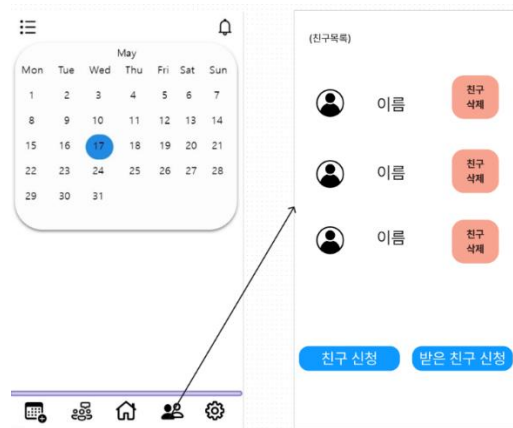 May
Mon Tue Wed Thu Fri Sat Sun
1 2 3 4 5 6 7
8 9 10 11 12 13 14
15 16 17 18 19 20 21
22 23 24 25 26 27 28
29 30 31
(친구목록)
이름
친구
삭제
이름
친구
삭제
이름
친구
삭제
친구 신청
받은 친구 신청